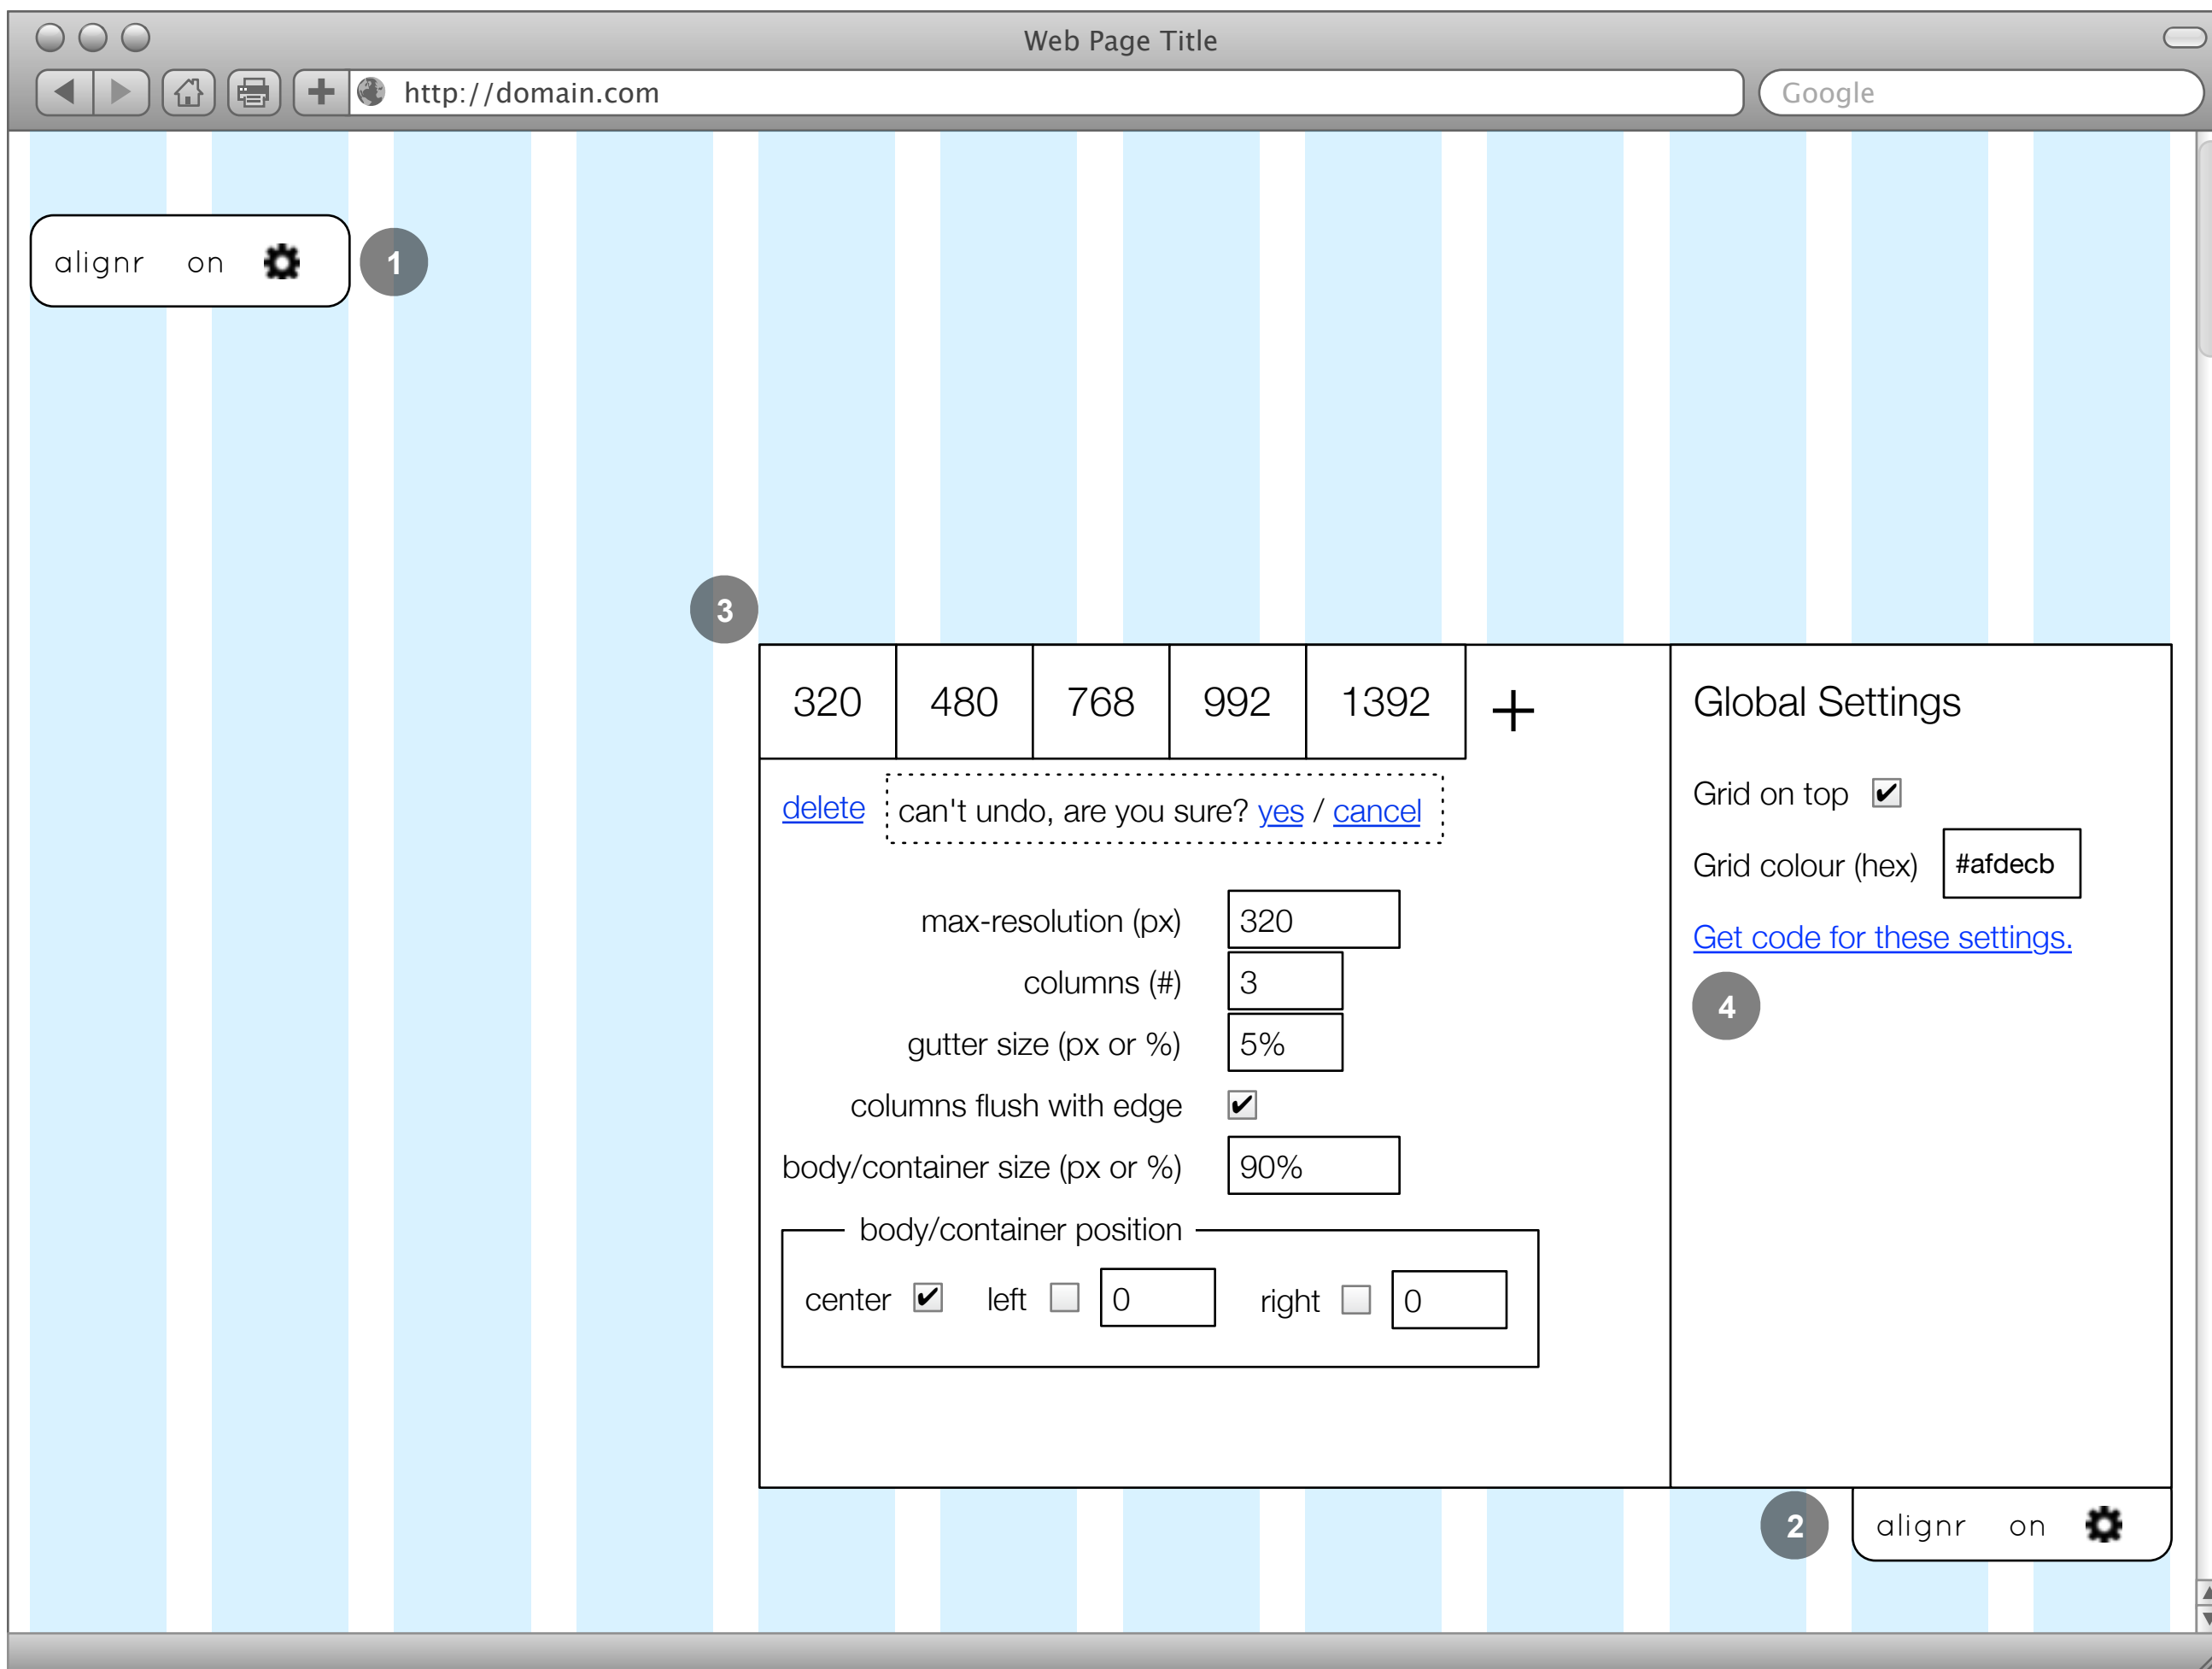 Web Page Title
http://domain.com
Google
alignr on
1
3
320 480 768 992 1392 +
delete can't undo, are you sure? yes / cancel
max-resolution (px) 320
columns (#) 3
gutter size (px or %) 5%
columns flush with edge
body/container size (px or %) 90%
body/container position
center left 0 right 0
Global Settings
Grid on top
Grid colour (hex) #afdecb
Get code for these settings.
4
2
alignr on